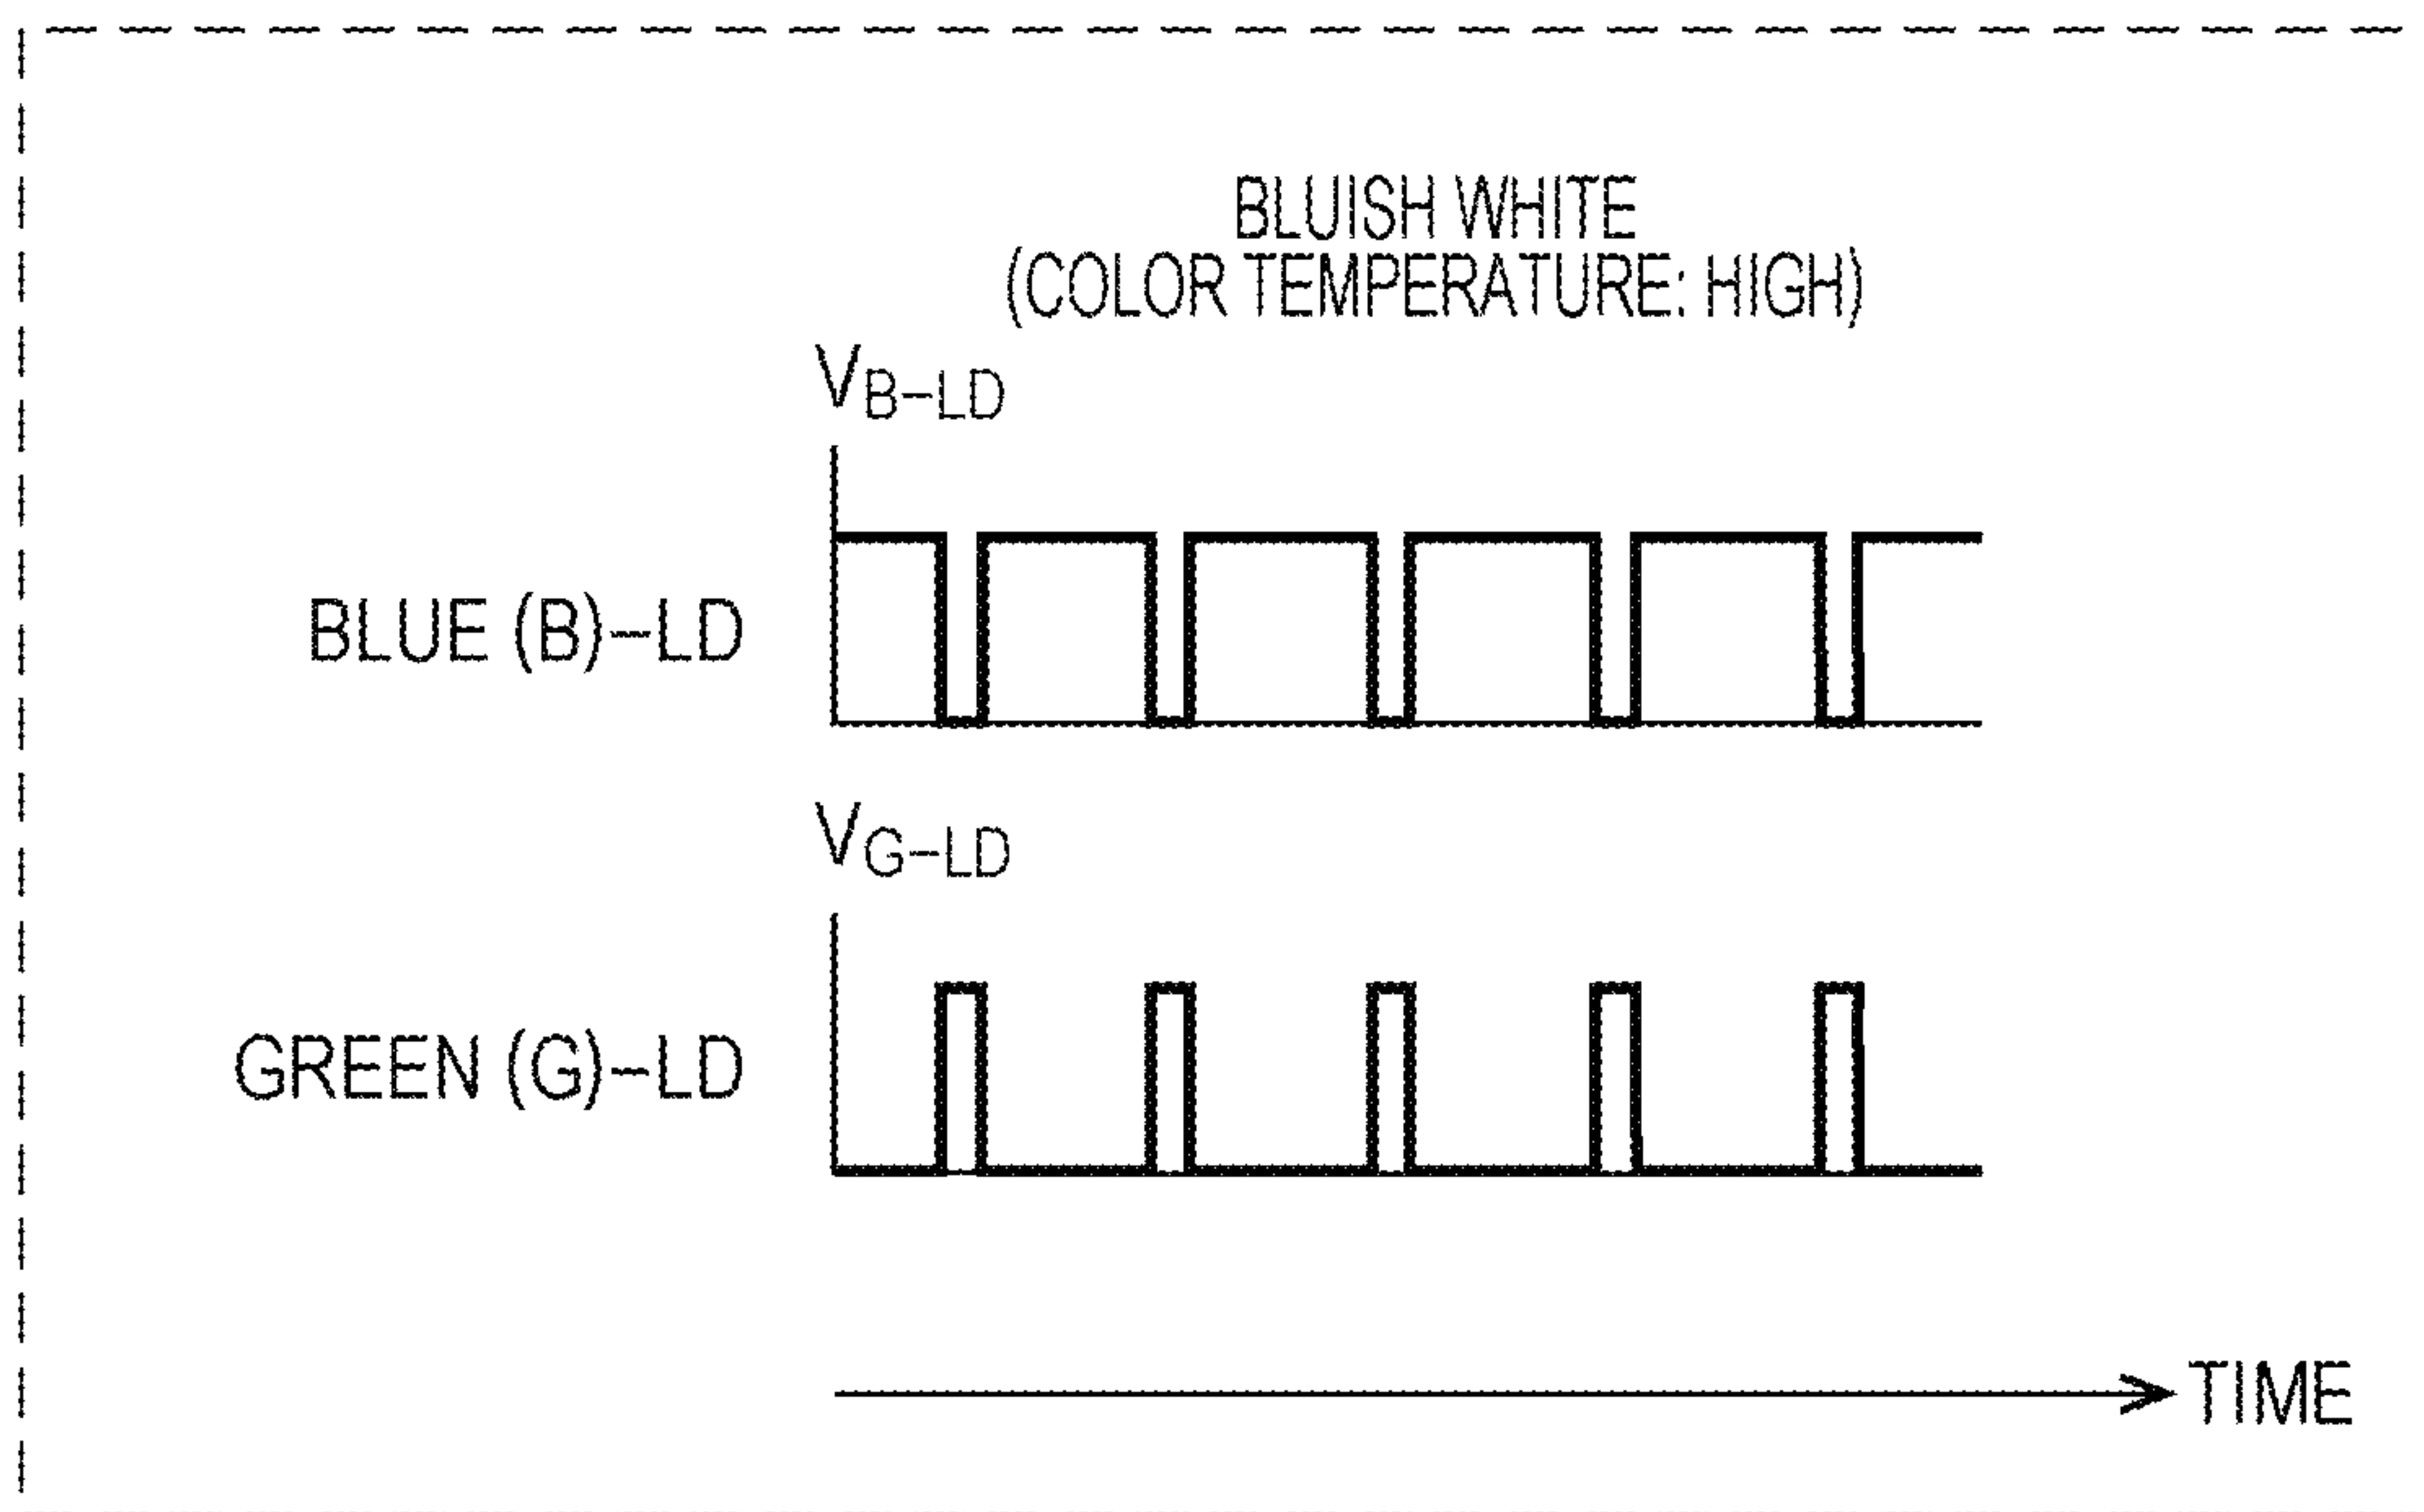 BLUISH WHITE
(COLOR TEMPERATURE: HIGH)
VB-LD
BLUE (B)-LD
VG-LD
GREEN (G)-LD
TIME